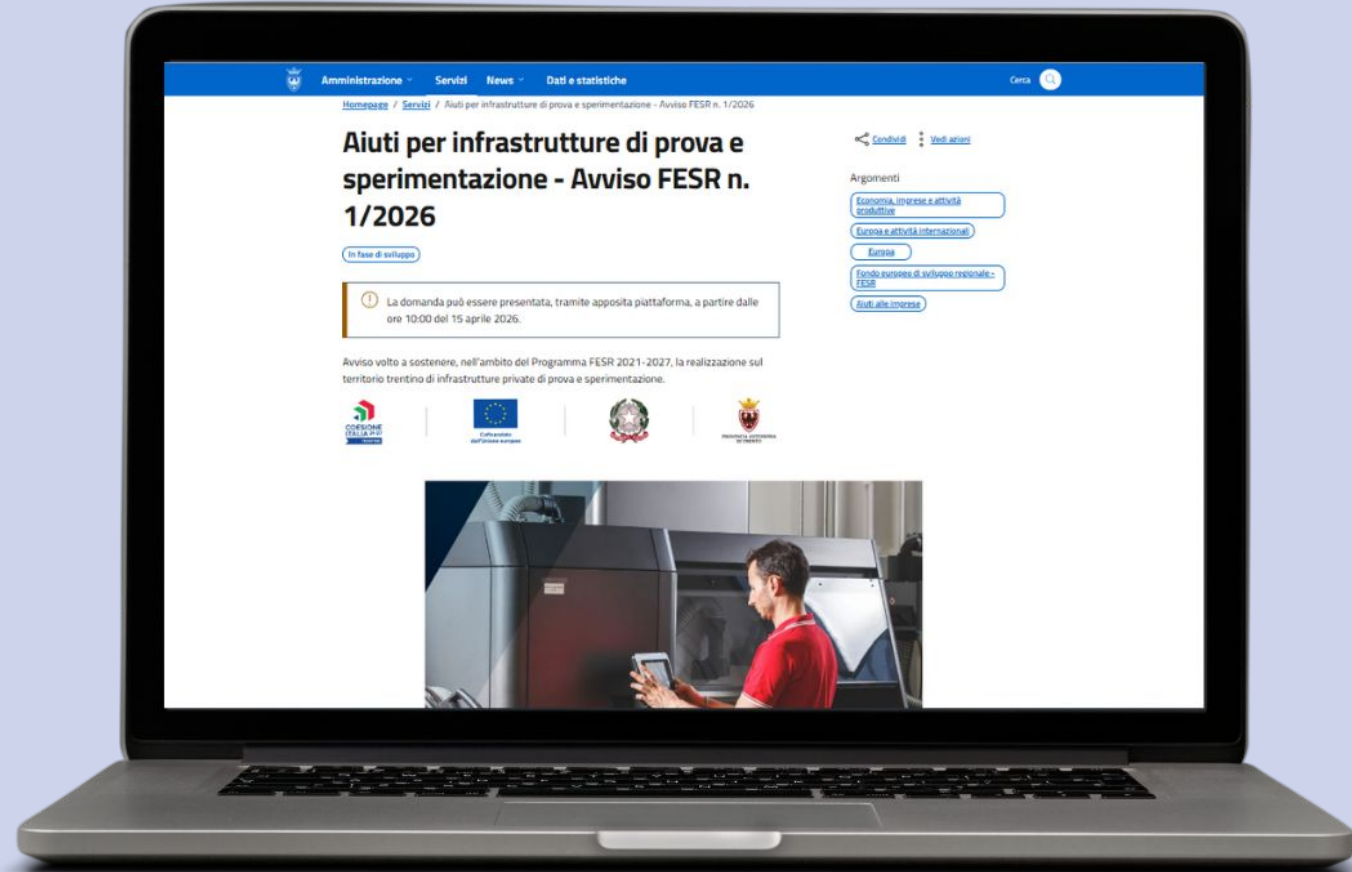 Amministrazione Servizi News Dati e statistiche Cerca
Homepage / Servizi / Aiuti per infrastrutture di prova e sperimentazione - Avviso FESR n. 1/2026
Aiuti per infrastrutture di prova e
sperimentazione - Avviso FESR n.
1/2026
In fase di sviluppo
La domanda può essere presentata, tramite apposita piattaforma, a partire dalle
ore 10:00 del 15 aprile 2026.
Avviso volto a sostenere, nell'ambito del Programma FESR 2021-2027, la realizzazione sul
territorio trentino di infrastrutture private di prova e sperimentazione.
COESIONE
ITALIA 21-27
TRENTO
Cofinanziato
dall'Unione europea
PROVINCIA AUTONOMA
DI TRENTO
Condividi Vedi azioni
Argomenti
Economia, imprese e attività
produttive
Europa e attività internazionali
Europa
Fondo europeo di sviluppo regionale -
FESR
Aiuti alle imprese